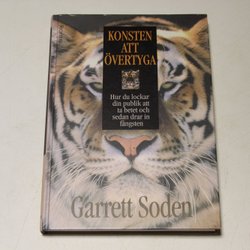 KONSTEN
ATT
ÖVERTYGA
Hur du lockar
din publik att
ta betet och
sedan drar in
fångsten
Garrett Soden